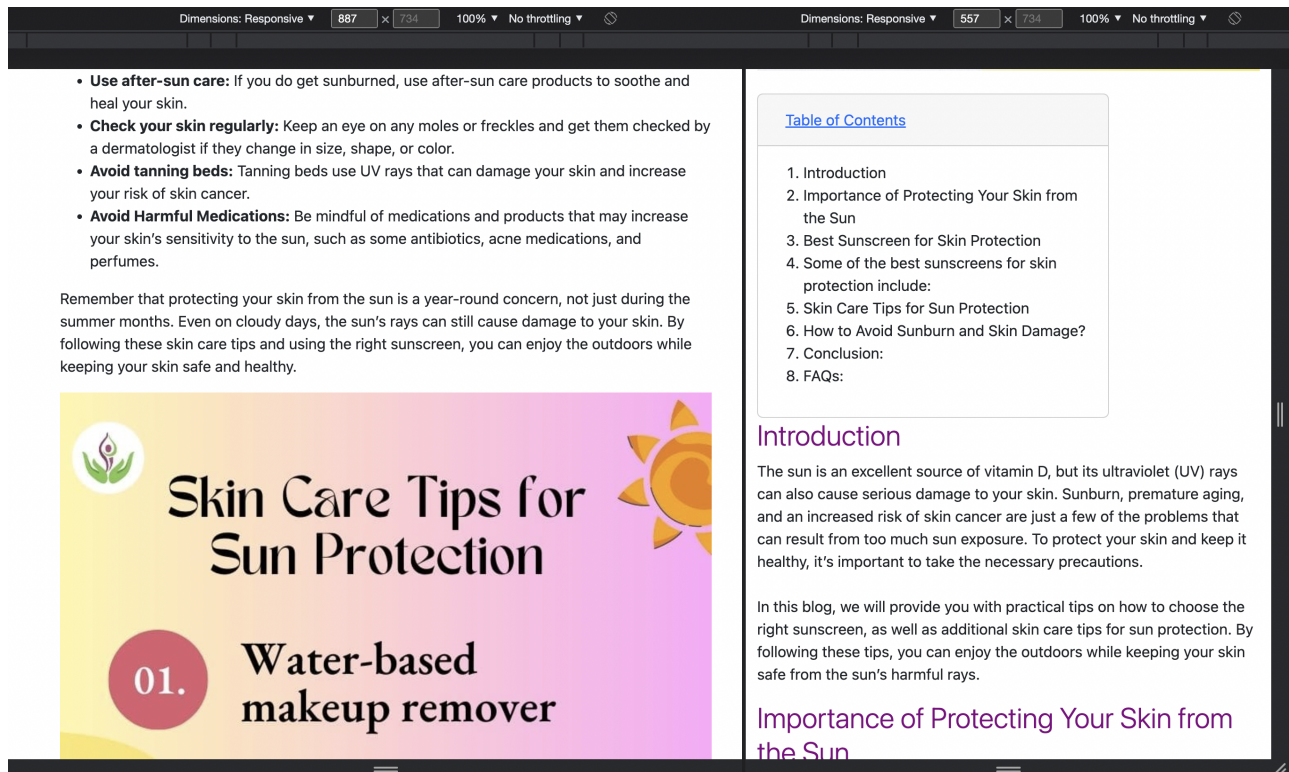 Dimensions: Responsive ▼ 887 × 734 100% ▼ No throttling ▼
Dimensions: Responsive ▼ 557 × 734 100% ▼ No throttling ▼
• Use after-sun care: If you do get sunburned, use after-sun care products to soothe and
heal your skin.
• Check your skin regularly: Keep an eye on any moles or freckles and get them checked by
a dermatologist if they change in size, shape, or color.
• Avoid tanning beds: Tanning beds use UV rays that can damage your skin and increase
your risk of skin cancer.
• Avoid Harmful Medications: Be mindful of medications and products that may increase
your skin’s sensitivity to the sun, such as some antibiotics, acne medications, and
perfumes.
Remember that protecting your skin from the sun is a year-round concern, not just during the
summer months. Even on cloudy days, the sun’s rays can still cause damage to your skin. By
following these skin care tips and using the right sunscreen, you can enjoy the outdoors while
keeping your skin safe and healthy.
Skin Care Tips for
Sun Protection
01.
Water-based
makeup remover
Table of Contents
1. Introduction
2. Importance of Protecting Your Skin from
the Sun
3. Best Sunscreen for Skin Protection
4. Some of the best sunscreens for skin
protection include:
5. Skin Care Tips for Sun Protection
6. How to Avoid Sunburn and Skin Damage?
7. Conclusion:
8. FAQs:
Introduction
The sun is an excellent source of vitamin D, but its ultraviolet (UV) rays
can also cause serious damage to your skin. Sunburn, premature aging,
and an increased risk of skin cancer are just a few of the problems that
can result from too much sun exposure. To protect your skin and keep it
healthy, it’s important to take the necessary precautions.
In this blog, we will provide you with practical tips on how to choose the
right sunscreen, as well as additional skin care tips for sun protection. By
following these tips, you can enjoy the outdoors while keeping your skin
safe from the sun’s harmful rays.
Importance of Protecting Your Skin from
the Sun